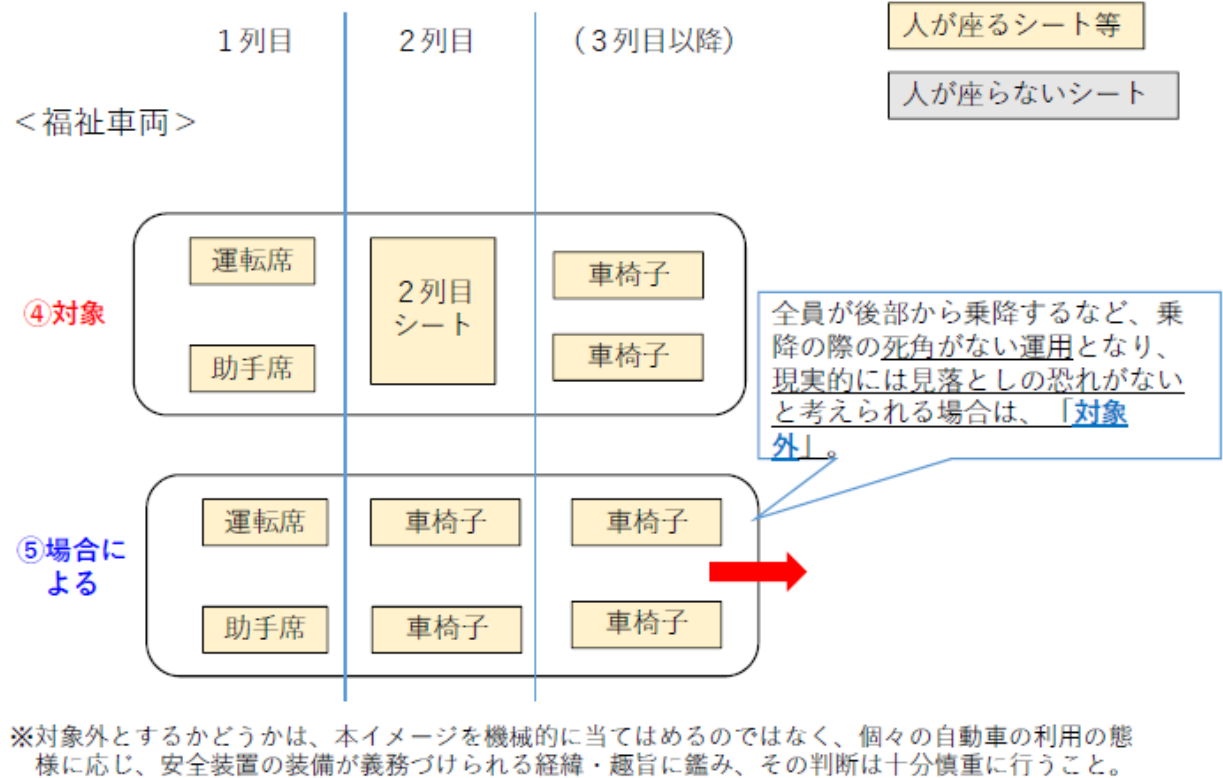 1列目
2列目
(3列目以降)
人が座るシート等
人が座らないシート
＜福祉車両＞
④対象
運転席
助手席
2列目
シート
車椅子
車椅子
全員が後部から乗降するなど、乗
降の際の死角がない運用となり、
現実的には見落としの恐れがない
と考えられる場合は、「対象
外」。
⑤場合に
よる
運転席
助手席
車椅子
車椅子
車椅子
車椅子
※対象外とするかどうかは、本イメージを機械的に当てはめるのではなく、個々の自動車の利用の態
様に応じ、安全装置の装備が義務づけられる経緯・趣旨に鑑み、その判断は十分慎重に行うこと。